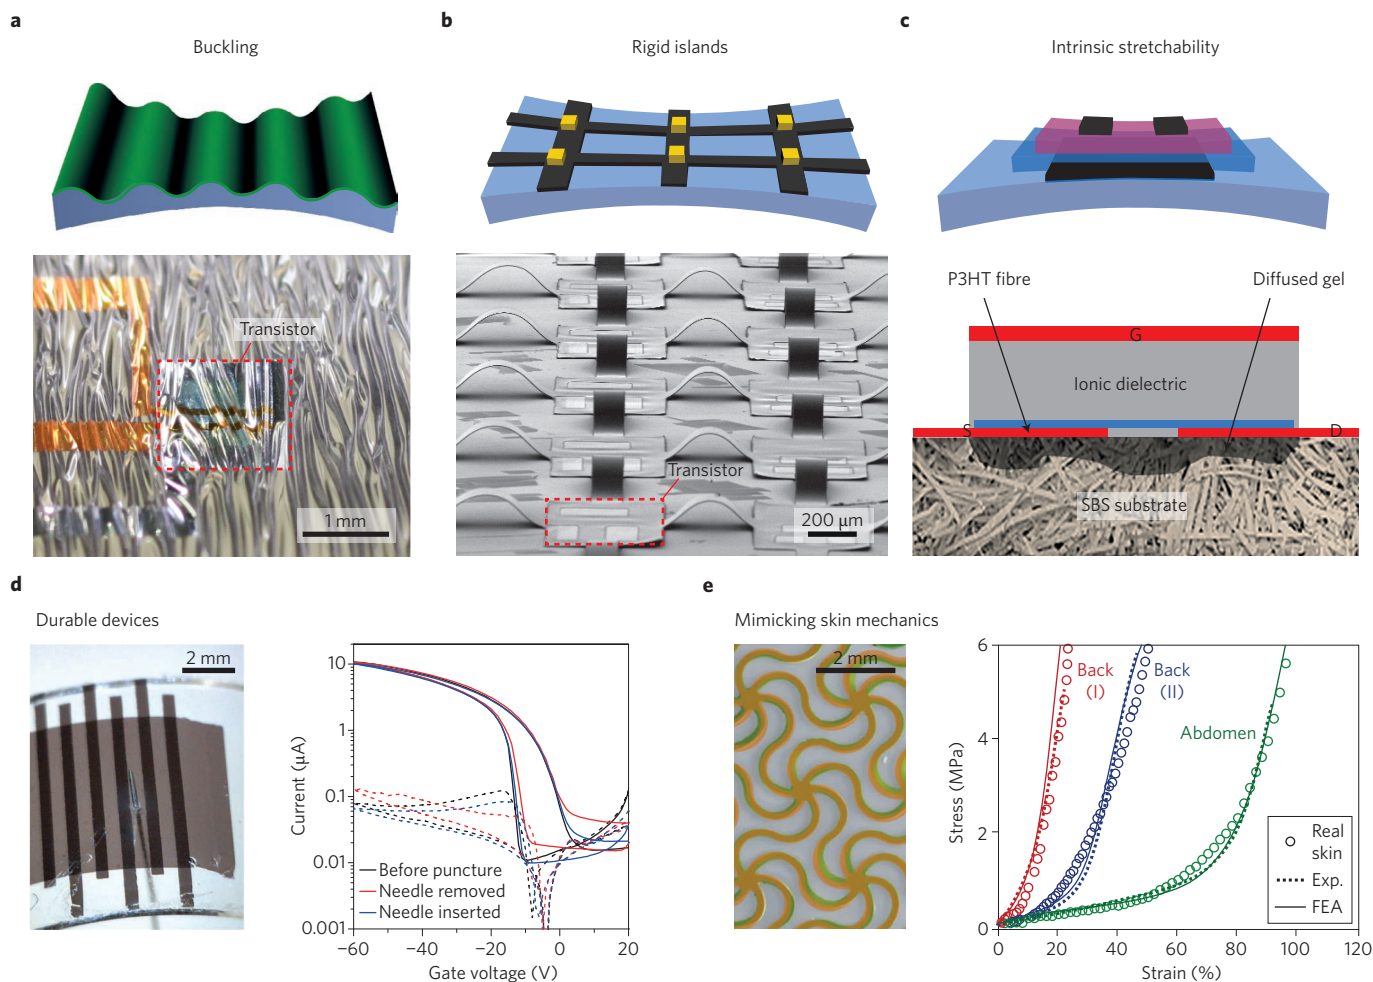 a
Buckling
b
Rigid islands
c
Intrinsic stretchability
Transistor
1 mm
Transistor
200 µm
P3HT fibre
Diffused gel
G
Ionic dielectric
S
D
SBS substrate
d
Durable devices
2 mm
10
1
0.1
0.01
0.001
Current (µA)
Before puncture
Needle removed
Needle inserted
−60
−40
−20
0
20
Gate voltage (V)
e
Mimicking skin mechanics
2 mm
6
4
2
0
Stress (MPa)
Back
(I)
Back
(II)
Abdomen
Real
skin
Exp.
FEA
0
20
40
60
80
100
120
Strain (%)